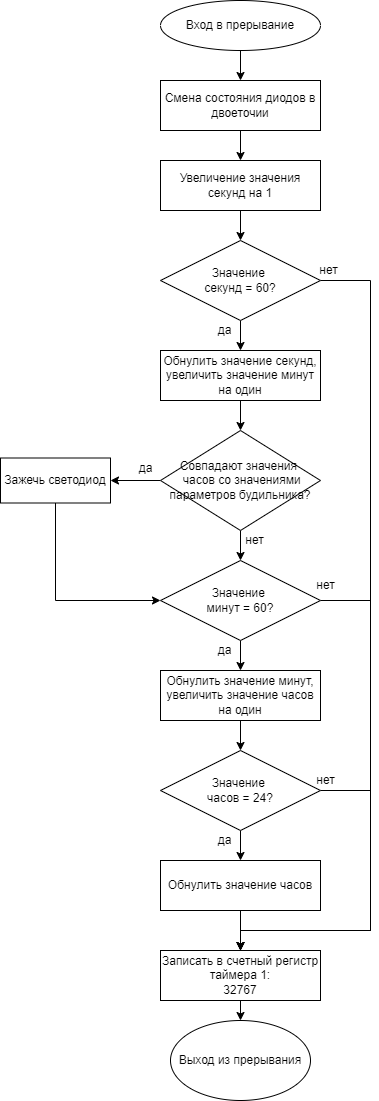 Вход в прерывание
Смена состояния диодов в
двоеточии
Увеличение значения
секунд на 1
Значение
секунд = 60?
нет
да
Обнулить значение секунд,
увеличить значение минут
на один
Совпадают значения
часов со значениями
параметров будильника?
да
Зажечь светодиод
нет
Значение
минут = 60?
нет
да
Обнулить значение минут,
увеличить значение часов
на один
Значение
часов = 24?
нет
да
Обнулить значение часов
Записать в счетный регистр
таймера 1:
32767
Выход из прерывания